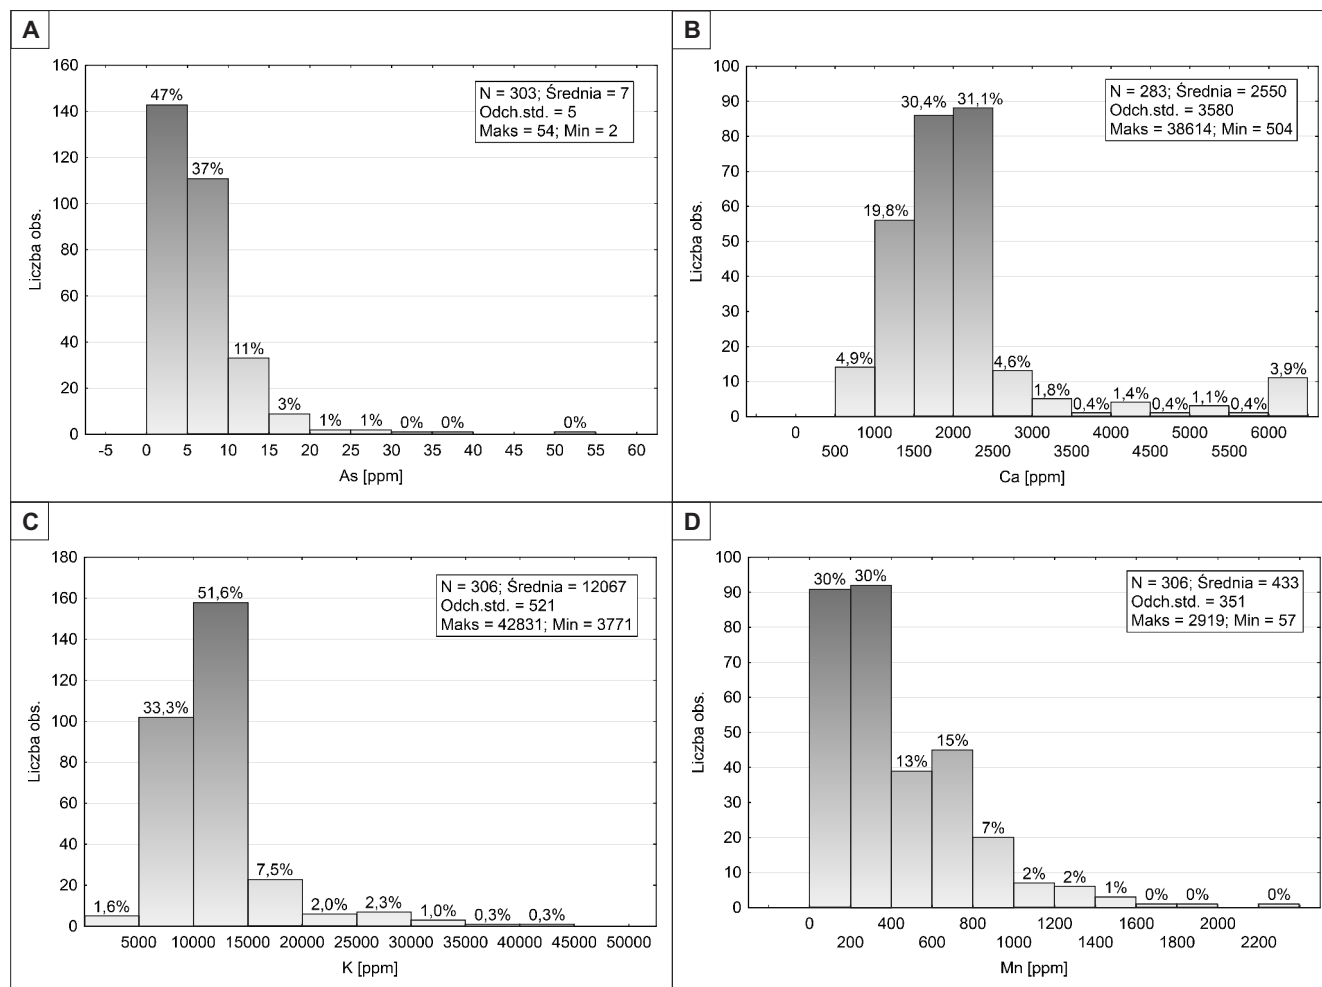 A
160
140
120
100
80
60
40
20
0
Liczba obs.
47%
37%
11%
3%
1%
1%
0%
0%
0%
N = 303; Średnia = 7
Odch.std. = 5
Maks = 54; Min = 2
-5 0 5 10 15 20 25 30 35 40 45 50 55 60
As [ppm]
B
100
90
80
70
60
50
40
30
20
10
0
Liczba obs.
4,9%
19,8%
30,4%
31,1%
4,6%
1,8%
0,4%
1,4%
0,4%
1,1%
0,4%
3,9%
N = 283; Średnia = 2550
Odch.std. = 3580
Maks = 38614; Min = 504
0 1000 2000 3000 4000 5000 6000
500 1500 2500 3500 4500 5500
Ca [ppm]
C
180
160
140
120
100
80
60
40
20
0
Liczba obs.
1,6%
33,3%
51,6%
7,5%
2,0%
2,3%
1,0%
0,3%
0,3%
N = 306; Średnia = 12067
Odch.std. = 521
Maks = 42831; Min = 3771
5000 10000 15000 20000 25000 30000 35000 40000 45000 50000
K [ppm]
D
100
90
80
70
60
50
40
30
20
10
0
Liczba obs.
30%
30%
13%
15%
7%
2%
2%
1%
0%
0%
0%
N = 306; Średnia = 433
Odch.std. = 351
Maks = 2919; Min = 57
0 400 800 1200 1600 2000
200 600 1000 1400 1800 2200
Mn [ppm]